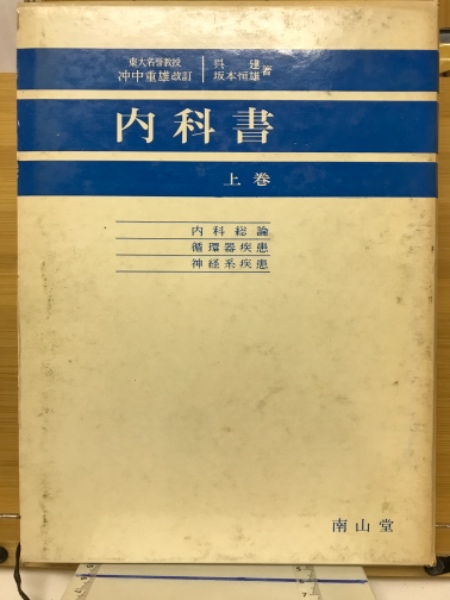 東大名誉教授
沖中重雄改訂
呉 建
坂本恒雄
著
内科書
上巻
内科総論
循環器疾患
神経系疾患
南山堂